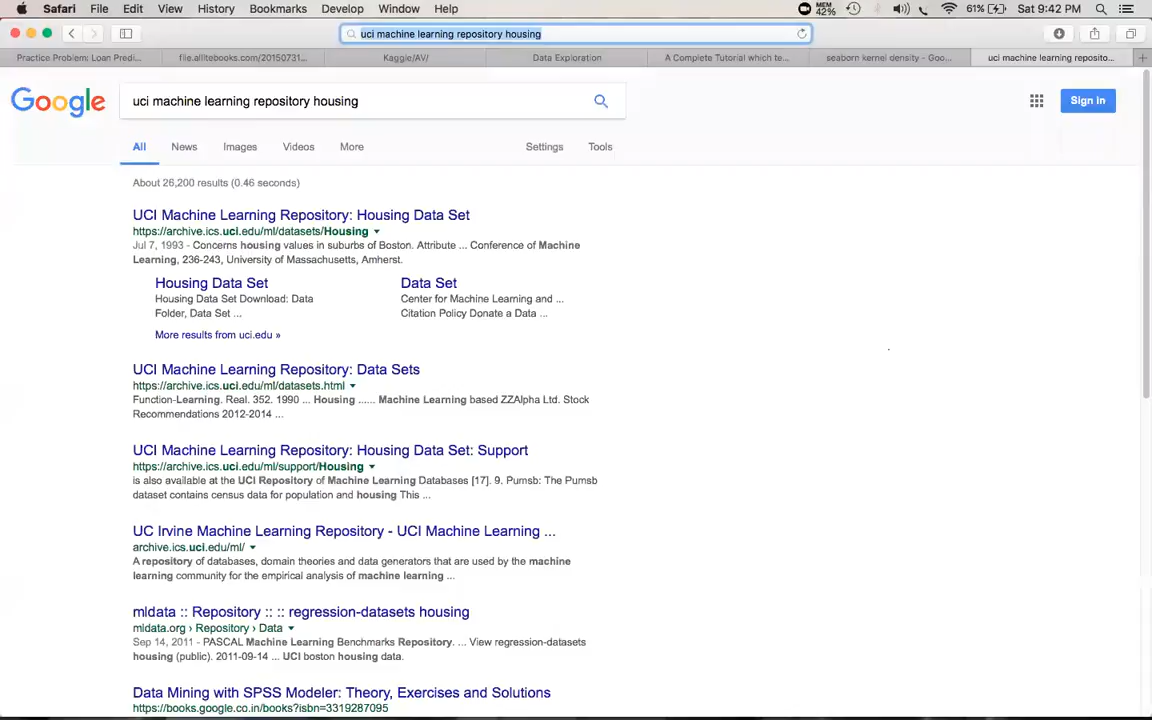 Safari File Edit View History Bookmarks Develop Window Help MEM 42% 61% Sat 9:42 PM
uci machine learning repository housing
Practice Problem: Loan Predi... file.allitebooks.com/20150731... Kaggle/AV/ Data Exploration A Complete Tutorial which te... seaborn kernel density - Goo... uci machine learning reposito... +
Google uci machine learning repository housing Sign in
All News Images Videos More Settings Tools
About 26,200 results (0.46 seconds)
UCI Machine Learning Repository: Housing Data Set
https://archive.ics.uci.edu/ml/datasets/Housing
Jul 7, 1993 - Concerns housing values in suburbs of Boston. Attribute ... Conference of Machine
Learning, 236-243, University of Massachusetts, Amherst.
Housing Data Set Data Set
Housing Data Set Download: Data Center for Machine Learning and ...
Folder, Data Set ... Citation Policy Donate a Data ...
More results from uci.edu »
UCI Machine Learning Repository: Data Sets
https://archive.ics.uci.edu/ml/datasets.html
Function-Learning. Real. 352. 1990 ... Housing ...... Machine Learning based ZZAlpha Ltd. Stock
Recommendations 2012-2014 ...
UCI Machine Learning Repository: Housing Data Set: Support
https://archive.ics.uci.edu/ml/support/Housing
is also available at the UCI Repository of Machine Learning Databases [17]. 9. Pumsb: The Pumsb
dataset contains census data for population and housing This ...
UC Irvine Machine Learning Repository - UCI Machine Learning ...
archive.ics.uci.edu/ml/
A repository of databases, domain theories and data generators that are used by the machine
learning community for the empirical analysis of machine learning ...
mldata :: Repository :: :: regression-datasets housing
mldata.org › Repository › Data
Sep 14, 2011 - PASCAL Machine Learning Benchmarks Repository. ... View regression-datasets
housing (public). 2011-09-14 ... UCI boston housing data.
Data Mining with SPSS Modeler: Theory, Exercises and Solutions
https://books.google.co.in/books?isbn=3319287095